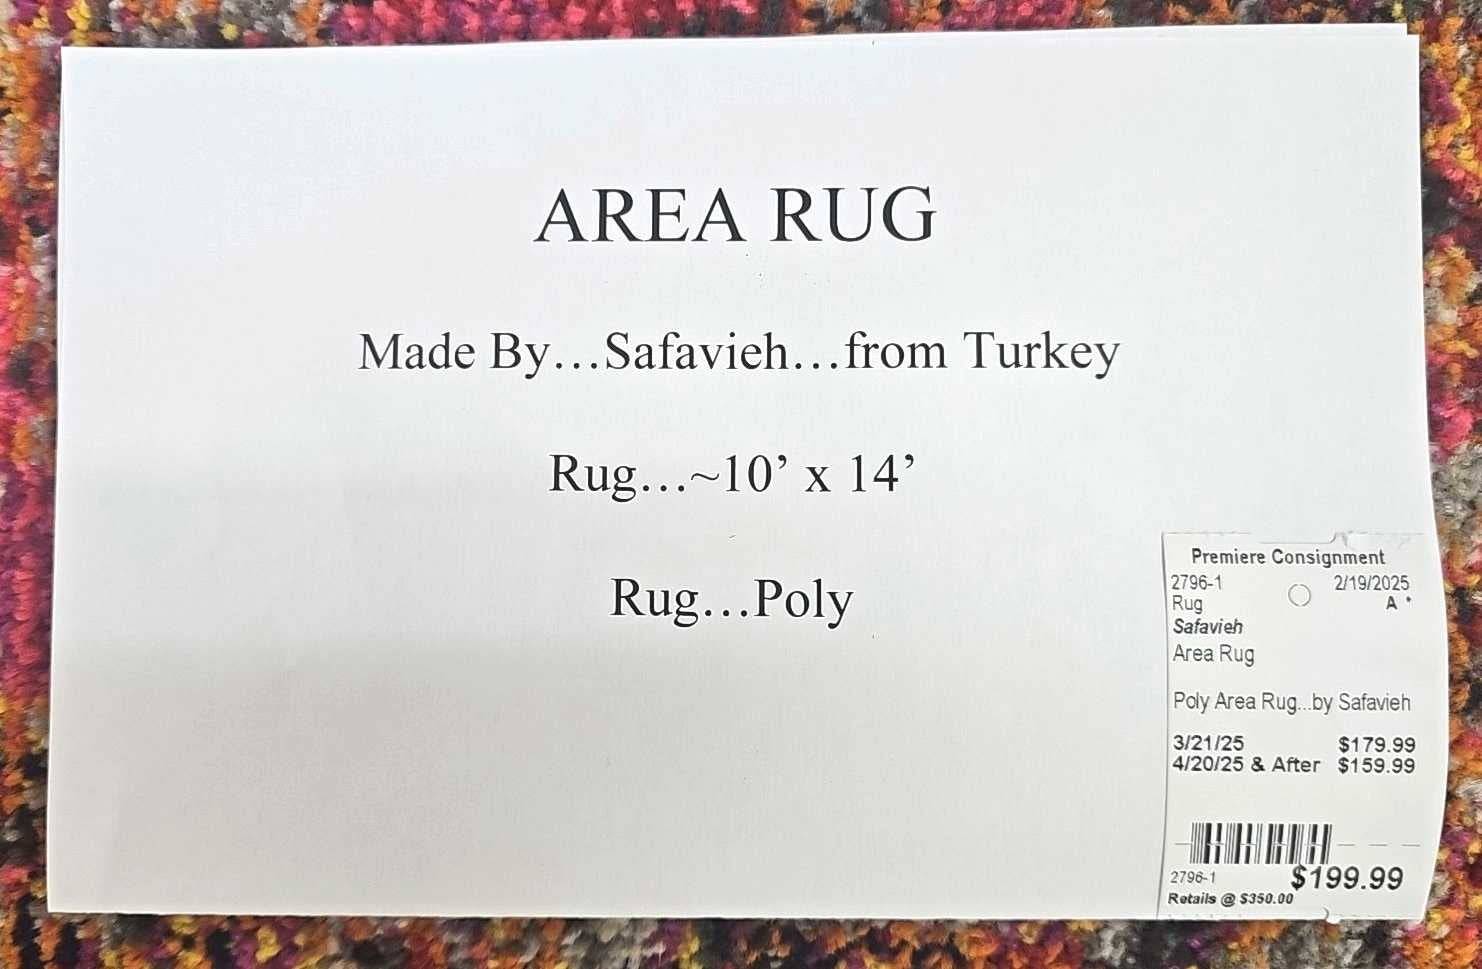 AREA RUG
Made By…Safavieh…from Turkey
Rug…~10’ x 14’
Rug…Poly
Premiere Consignment
2796-1 2/19/2025
Rug A *
Safavieh
Area Rug
Poly Area Rug...by Safavieh
3/21/25 $179.99
4/20/25 & After $159.99
2796-1 $199.99
Retails @ $350.00